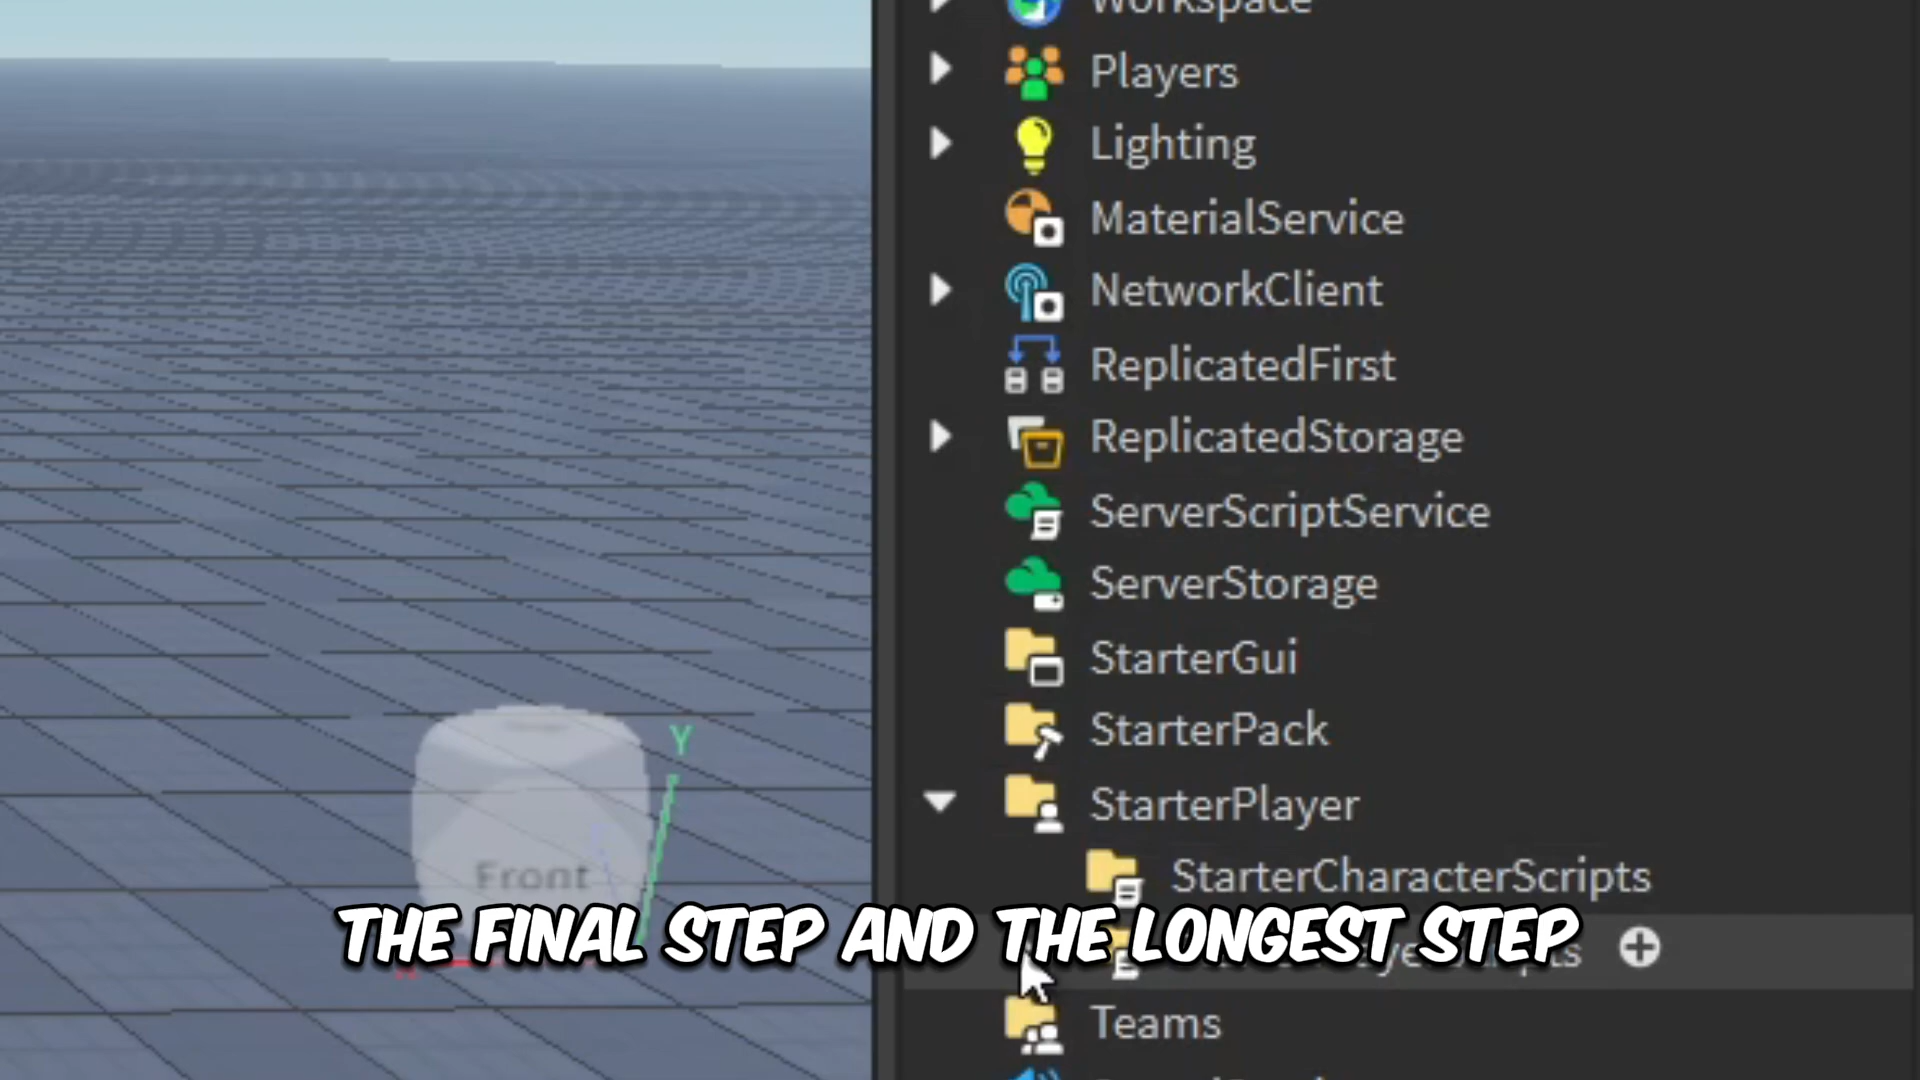 Workspace
Players
Lighting
MaterialService
NetworkClient
ReplicatedFirst
ReplicatedStorage
ServerScriptService
ServerStorage
StarterGui
StarterPack
StarterPlayer
StarterCharacterScripts
Teams
Y
Front
X
THE FINAL STEP AND THE LONGEST STEP